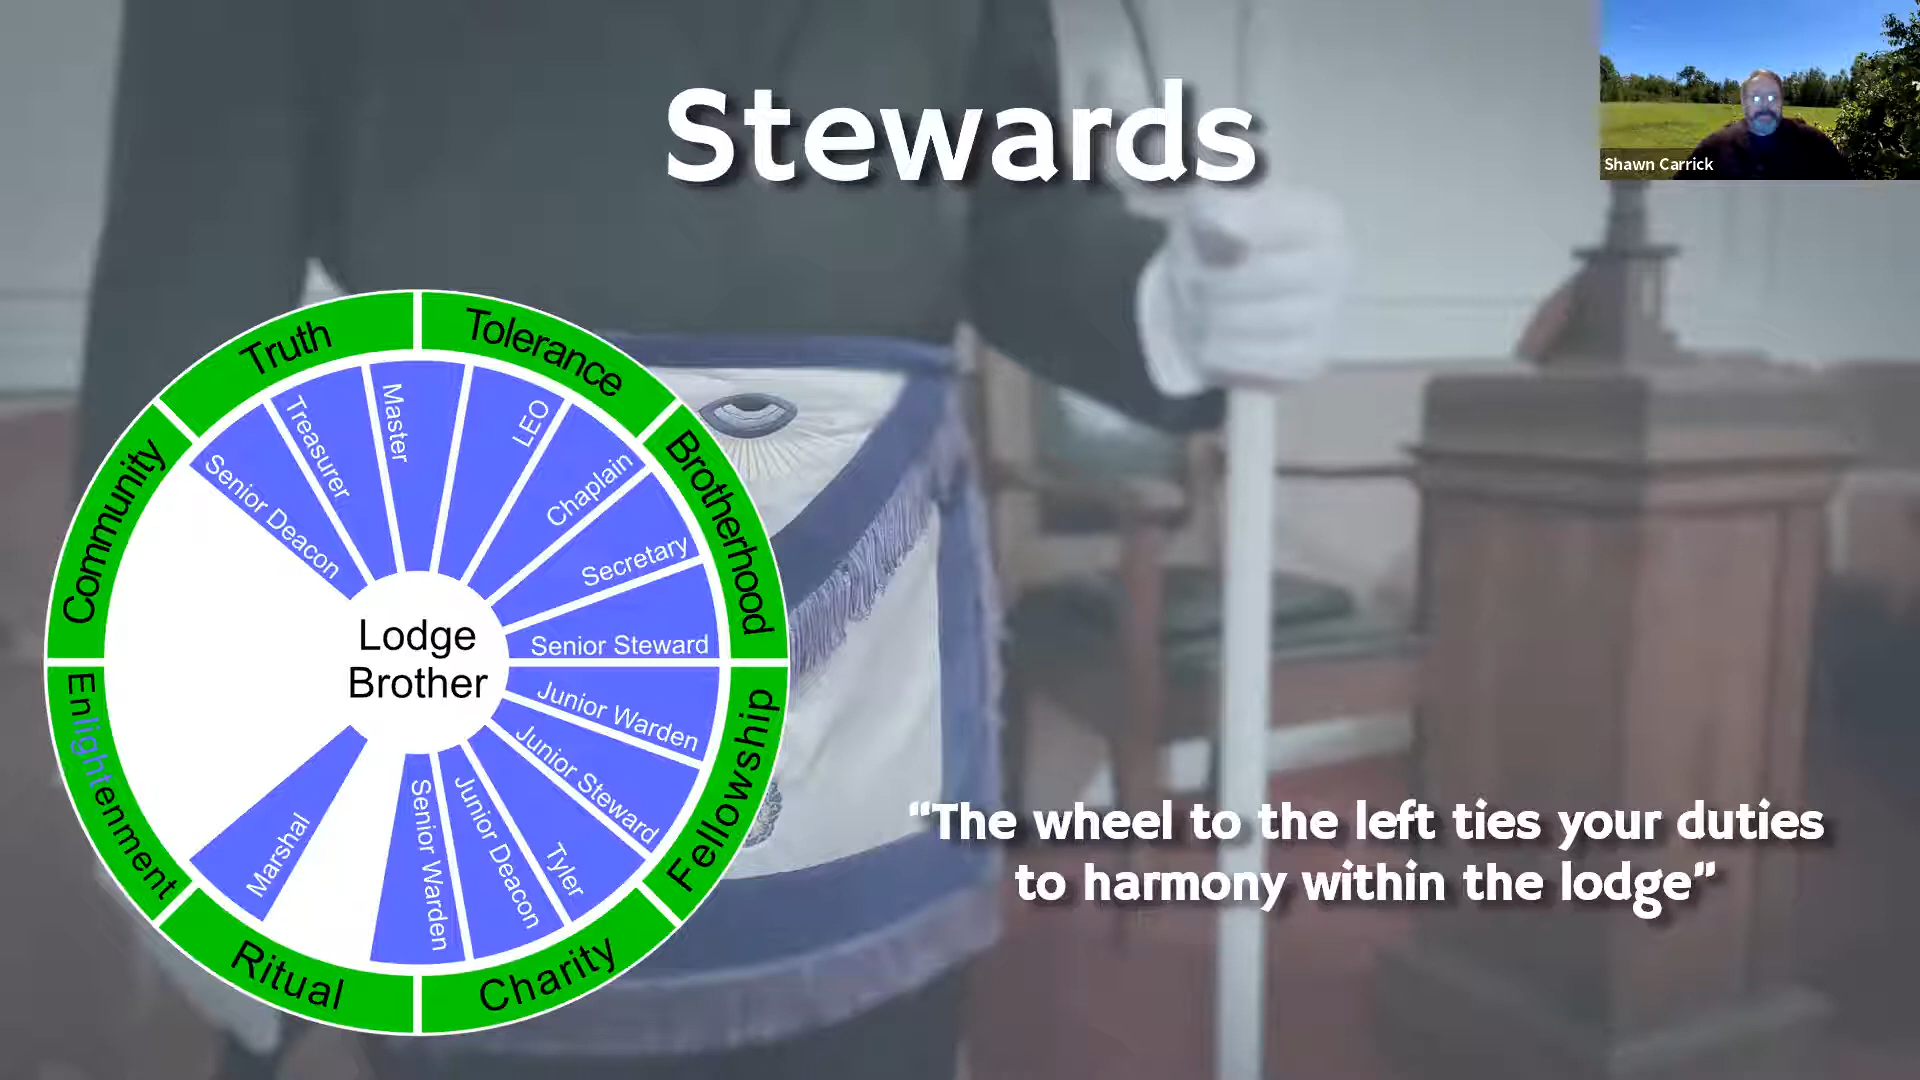 Stewards
Shawn Carrick
Truth
Tolerance
Brotherhood
Fellowship
Charity
Ritual
Enlightenment
Community
Senior Deacon
Treasurer
Master
LEO
Chaplain
Secretary
Senior Steward
Junior Warden
Junior Steward
Tyler
Junior Deacon
Senior Warden
Marshal
Lodge
Brother
“The wheel to the left ties your duties
to harmony within the lodge”